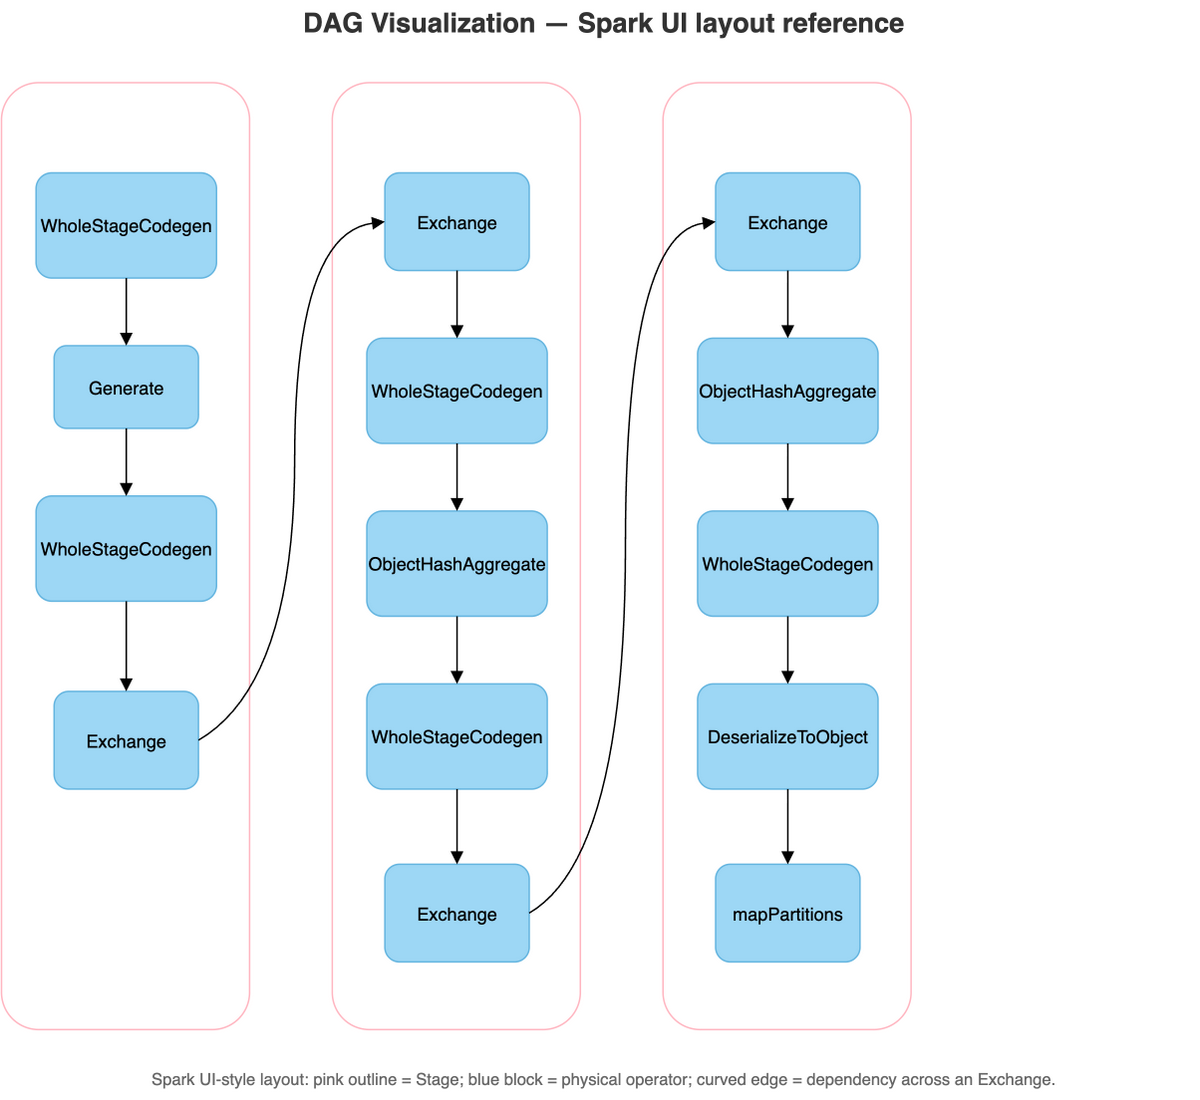 DAG Visualization — Spark UI layout reference
WholeStageCodegen
Generate
WholeStageCodegen
Exchange
Exchange
WholeStageCodegen
ObjectHashAggregate
WholeStageCodegen
Exchange
Exchange
ObjectHashAggregate
WholeStageCodegen
DeserializeToObject
mapPartitions
Spark UI-style layout: pink outline = Stage; blue block = physical operator; curved edge = dependency across an Exchange.